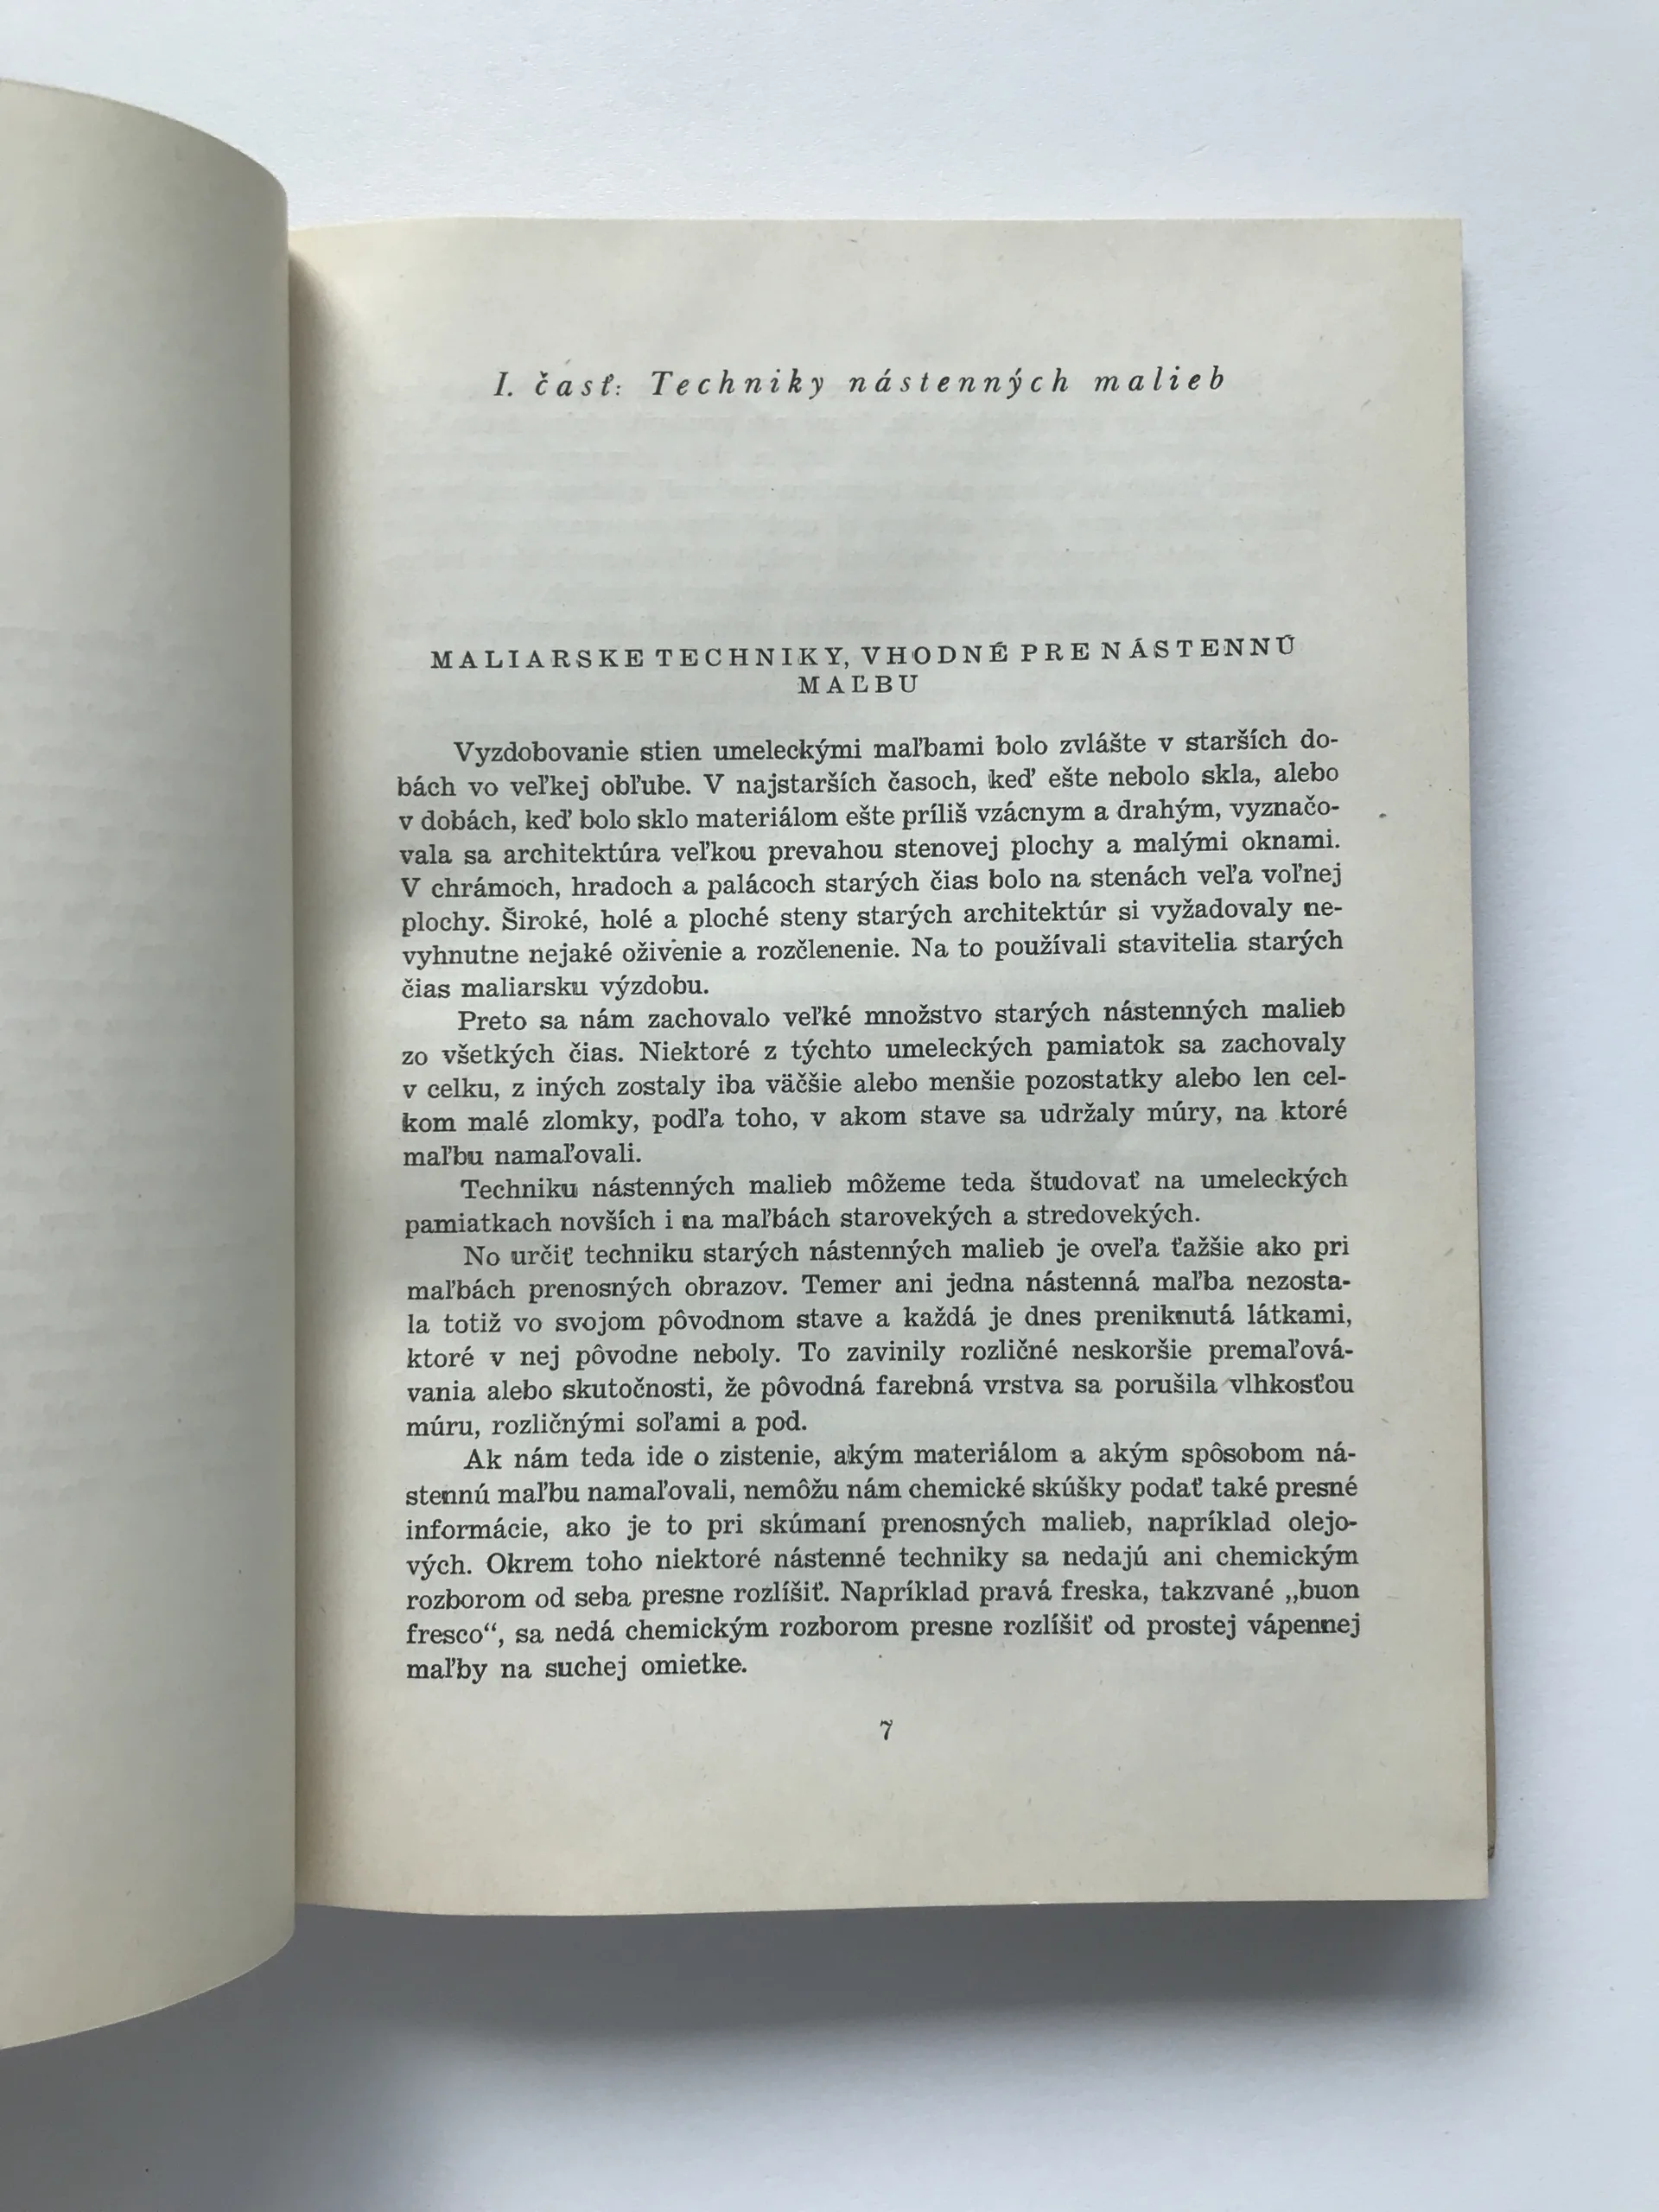 I. časť: Techniky nástenných malieb
MALIARSKE TECHNIKY, VHODNÉ PRE NÁSTENNÚ
MAĽBU
Vyzdobovanie stien umeleckými maľbami bolo zvlášte v starších do-
bách vo veľkej obľube. V najstarších časoch, keď ešte nebolo skla, alebo
v dobách, keď bolo sklo materiálom ešte príliš vzácnym a drahým, vyznačo-
vala sa architektúra veľkou prevahou stenovej plochy a malými oknami.
V chrámoch, hradoch a palácoch starých čias bolo na stenách veľa voľnej
plochy. Široké, holé a ploché steny starých architektúr si vyžadovaly ne-
vyhnutne nejaké oživenie a rozčlenenie. Na to používali stavitelia starých
čias maliarsku výzdobu.
Preto sa nám zachovalo veľké množstvo starých nástenných malieb
zo všetkých čias. Niektoré z týchto umeleckých pamiatok sa zachovaly
v celku, z iných zostaly iba väčšie alebo menšie pozostatky alebo len cel-
kom malé zlomky, podľa toho, v akom stave sa udržaly múry, na ktoré
maľbu namaľovali.
Techniku nástenných malieb môžeme teda študovať na umeleckých
pamiatkach novších i na maľbách starovekých a stredovekých.
No určiť techniku starých nástenných malieb je oveľa ťažšie ako pri
maľbách prenosných obrazov. Temer ani jedna nástenná maľba nezosta-
la totiž vo svojom pôvodnom stave a každá je dnes preniknutá látkami,
ktoré v nej pôvodne neboly. To zavinily rozličné neskoršie premaľová-
vania alebo skutočnosti, že pôvodná farebná vrstva sa porušila vlhkosťou
múru, rozličnými soľami a pod.
Ak nám teda ide o zistenie, akým materiálom a akým spôsobom ná-
stennú maľbu namaľovali, nemôžu nám chemické skúšky podať také presné
informácie, ako je to pri skúmaní prenosných malieb, napríklad olejo-
vých. Okrem toho niektoré nástenné techniky sa nedajú ani chemickým
rozborom od seba presne rozlíšiť. Napríklad pravá freska, takzvané „buon
fresco“, sa nedá chemickým rozborom presne rozlíšiť od prostej vápennej
maľby na suchej omietke.
7